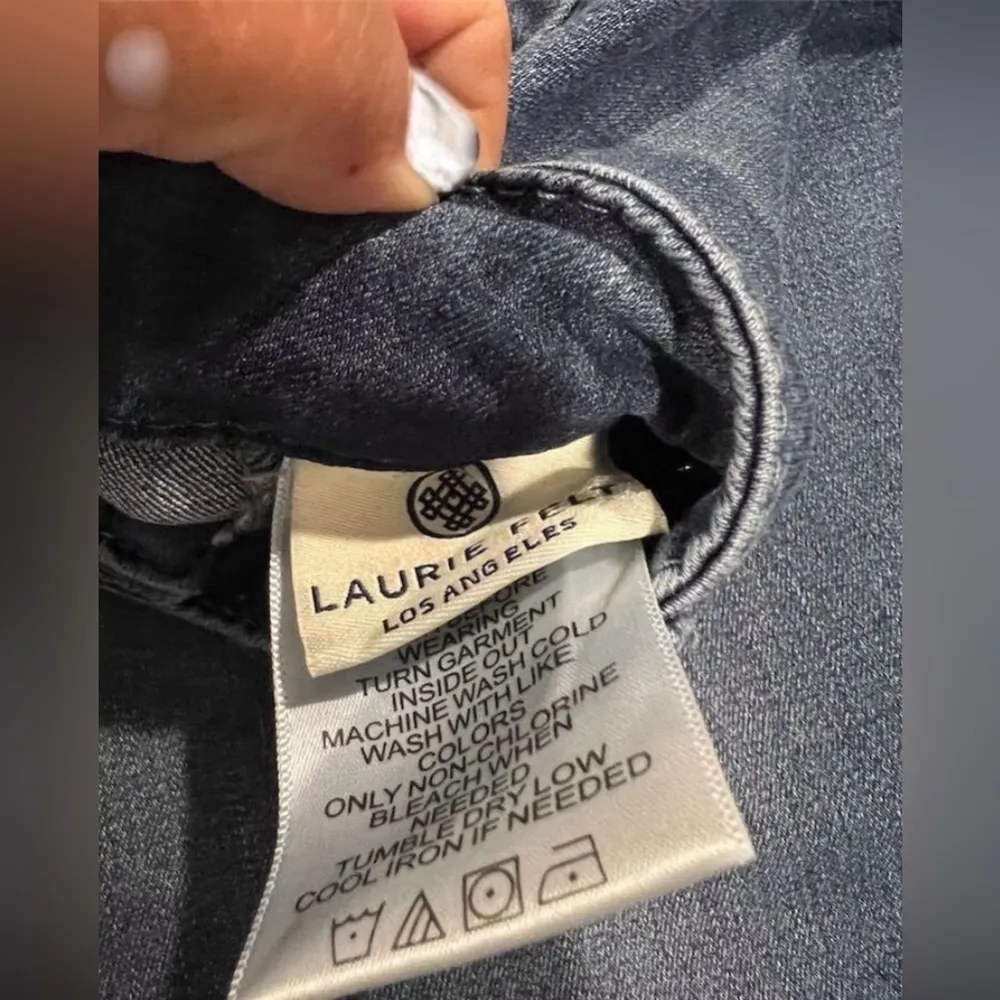 LAURIE FELT
LOS ANGELES
WEARING
TURN GARMENT
INSIDE OUT
MACHINE WASH COLD
WASH WITH LIKE
COLORS
ONLY NON-CHLORINE
BLEACH WHEN
NEEDED
TUMBLE DRY LOW
COOL IRON IF NEEDED